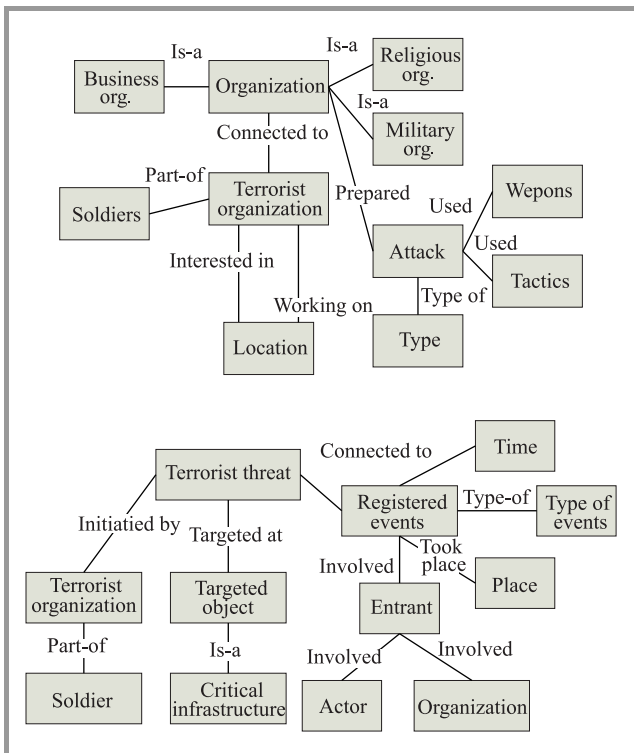 Is-a
Is-a
Business
org.
Organization
Religious
org.
Is-a
Connected to
Military
org.
Part-of
Soldiers
Terrorist
organization
Prepared
Wepons
Used
Attack
Used
Interested in
Tactics
Working on
Type of
Location
Type
Connected to
Time
Terrorist threat
Registered
events
Type-of
Type of
events
Initiatied by
Targeted at
Took
place
Involved
Place
Terrorist
organization
Targeted
object
Entrant
Part-of
Is-a
Involved
Involved
Soldier
Critical
infrastructure
Actor
Organization